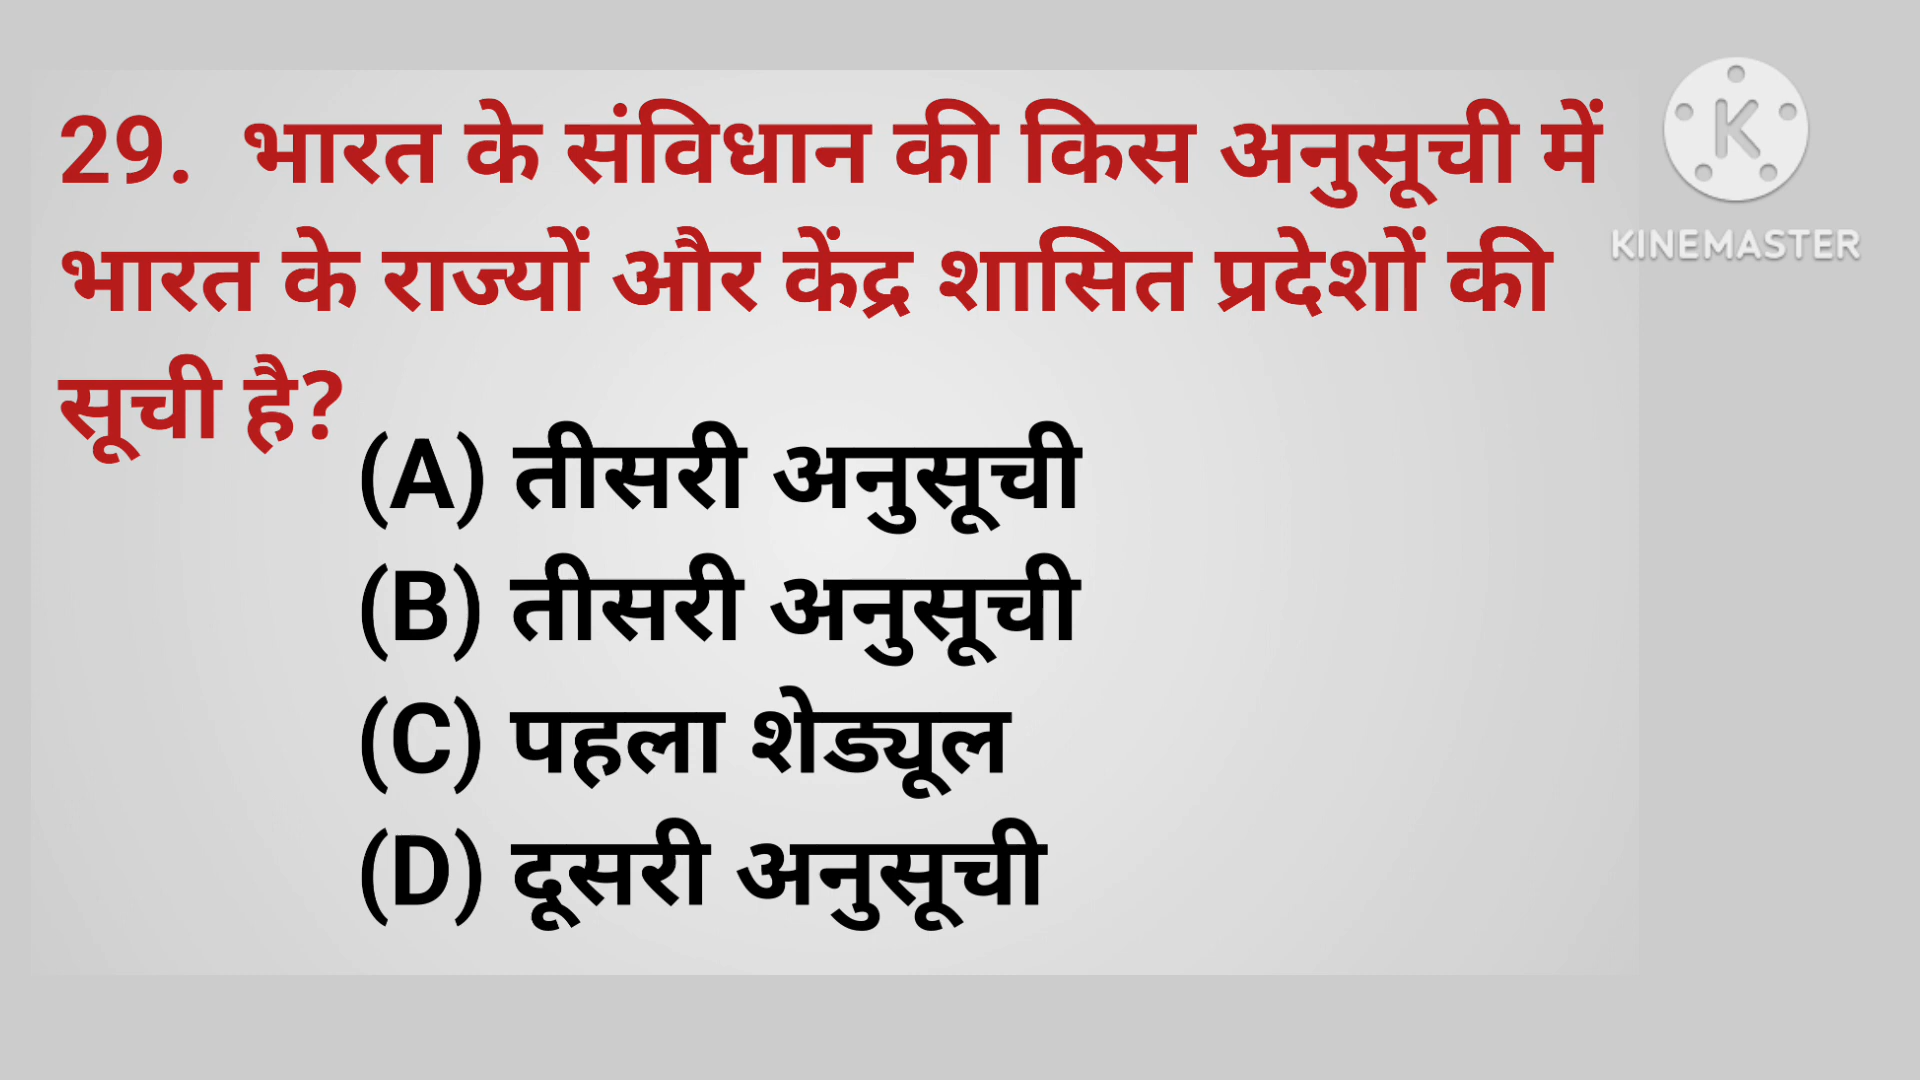 29. भारत के संविधान की किस अनुसूची में
भारत के राज्यों और केंद्र शासित प्रदेशों की
सूची है?
(A) तीसरी अनुसूची
(B) तीसरी अनुसूची
(C) पहला शेड्यूल
(D) दूसरी अनुसूची
K
KINEMASTER